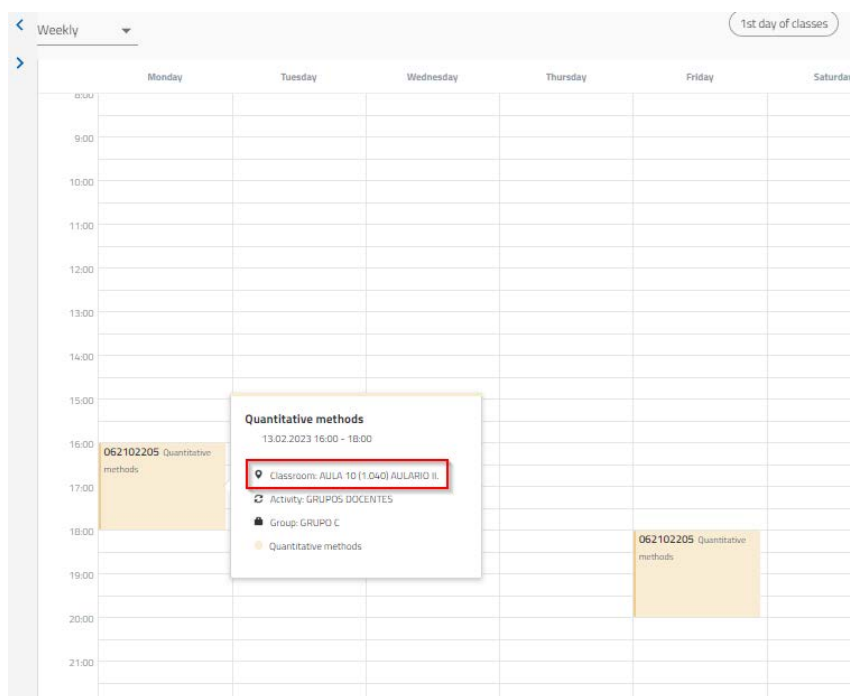 Weekly
1st day of classes
Monday Tuesday Wednesday Thursday Friday Saturda
8:00
9:00
10:00
11:00
12:00
13:00
14:00
15:00
Quantitative methods
13.02.2023 16:00 - 18:00
16:00
062102205 Quantitative
methods
Classroom: AULA 10 (1.040) AULARIO II.
17:00
Activity: GRUPOS DOCENTES
Group: GRUPO C
18:00
Quantitative methods
062102205 Quantitative
methods
19:00
20:00
21:00